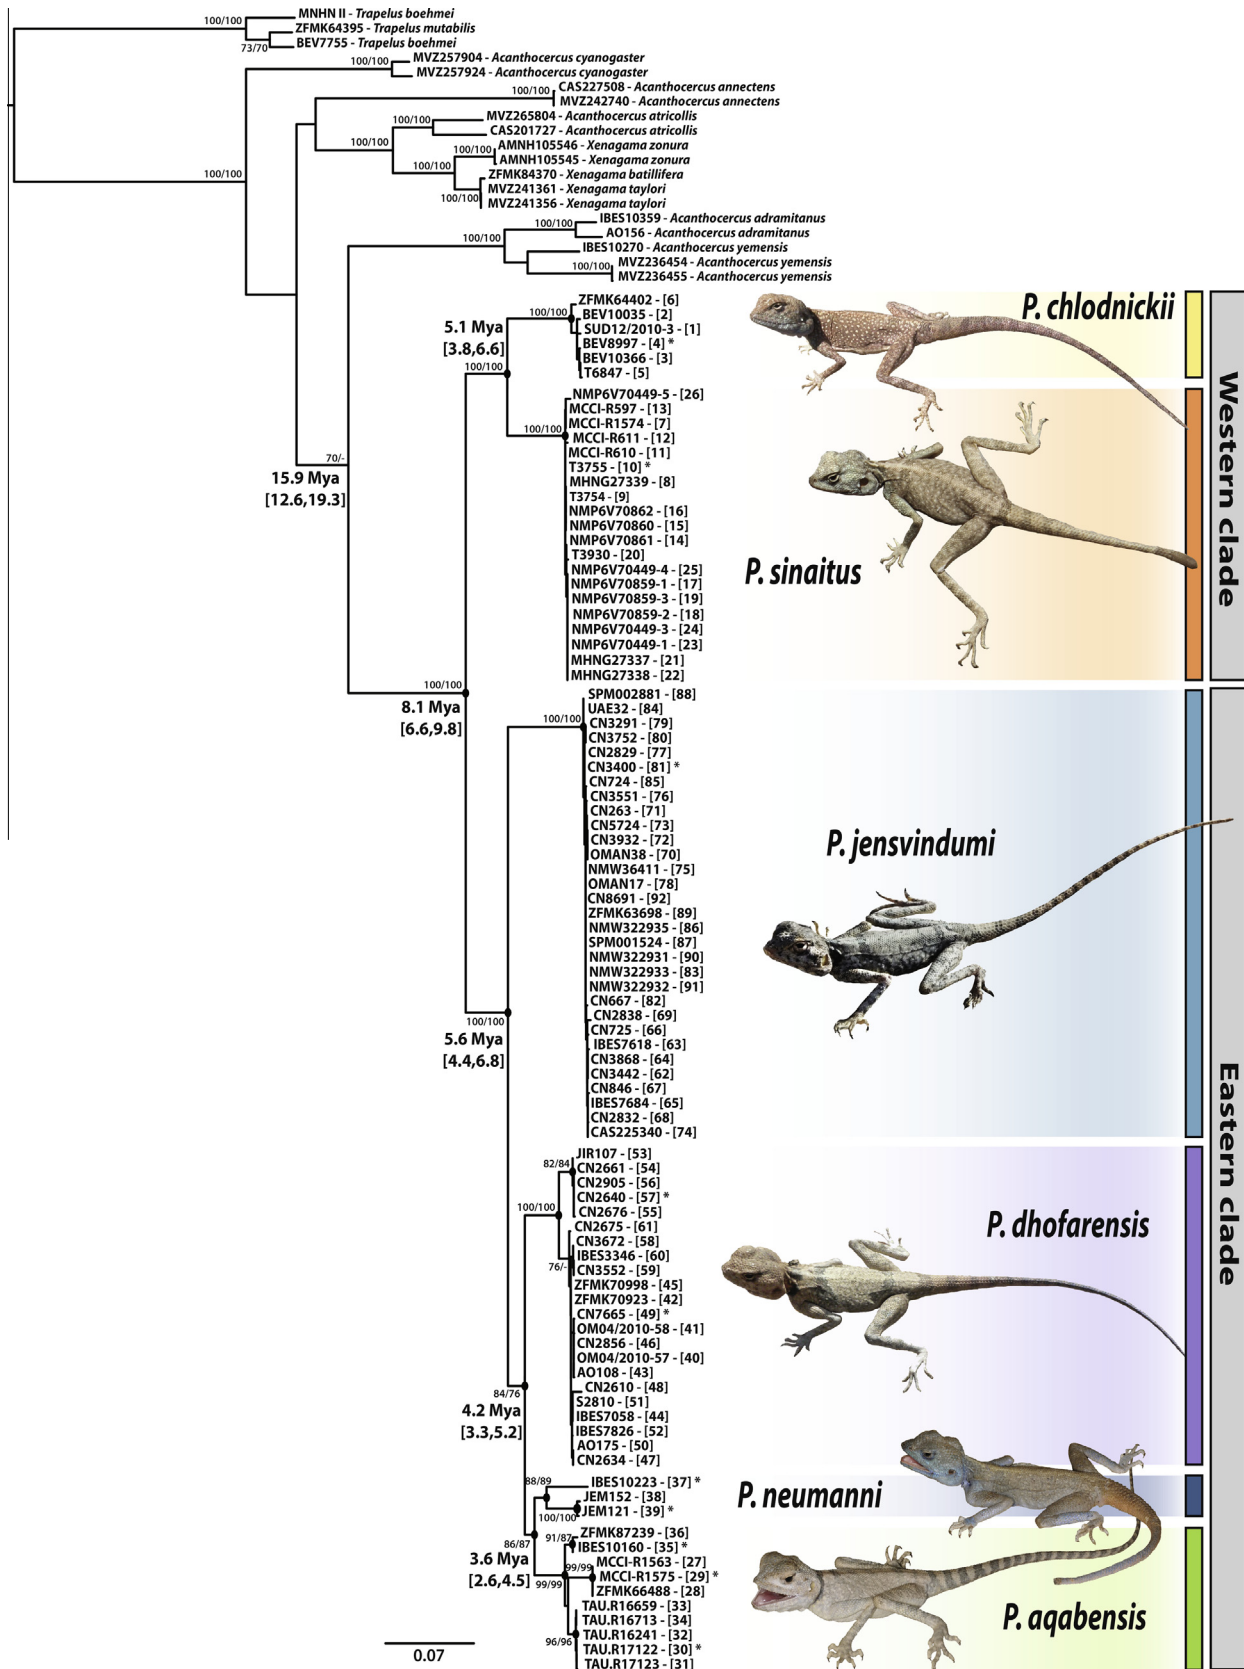 MNHN II - Trapelus boehmei
100/100
ZFMK64395 - Trapelus mutabilis
BEV7755 - Trapelus boehmei
73/70
MVZ257904 - Acanthocercus cyanogaster
100/100
MVZ257924 - Acanthocercus cyanogaster
CAS227508 - Acanthocercus annectens
100/100
MVZ242740 - Acanthocercus annectens
MVZ265804 - Acanthocercus atricollis
100/100
CAS201727 - Acanthocercus atricollis
100/100
AMNH105546 - Xenagama zonura
100/100
AMNH105545 - Xenagama zonura
100/100
100/100
ZFMK84370 - Xenagama batillifera
MVZ241361 - Xenagama taylori
100/100
MVZ241356 - Xenagama taylori
IBES10359 - Acanthocercus adramitanus
100/100
AO156 - Acanthocercus adramitanus
100/100
IBES10270 - Acanthocercus yemensis
MVZ236454 - Acanthocercus yemensis
100/100
MVZ236455 - Acanthocercus yemensis
ZFMK64402 - [6]
100/100
BEV10035 - [2]
SUD12/2010-3 - [1]
BEV8997 - [4] *
BEV10366 - [3]
T6847 - [5]
5.1 Mya
[3.8,6.6]
100/100
P. chlodnickii
NMP6V70449-5 - [26]
MCCI-R597 - [13]
MCCI-R1574 - [7]
100/100
MCCI-R611 - [12]
MCCI-R610 - [11]
T3755 - [10] *
MHNG27339 - [8]
T3754 - [9]
NMP6V70862 - [16]
NMP6V70860 - [15]
NMP6V70861 - [14]
T3930 - [20]
NMP6V70449-4 - [25]
NMP6V70859-1 - [17]
NMP6V70859-3 - [19]
NMP6V70859-2 - [18]
NMP6V70449-3 - [24]
NMP6V70449-1 - [23]
MHNG27337 - [21]
MHNG27338 - [22]
P. sinaitus
Western clade
70/-
15.9 Mya
[12.6,19.3]
100/100
8.1 Mya
[6.6,9.8]
SPM002881 - [88]
UAE32 - [84]
100/100
CN3291 - [79]
CN3752 - [80]
CN2829 - [77]
CN3400 - [81] *
CN724 - [85]
CN3551 - [76]
CN263 - [71]
CN5724 - [73]
CN3932 - [72]
OMAN38 - [70]
NMW36411 - [75]
OMAN17 - [78]
CN8691 - [92]
ZFMK63698 - [89]
NMW322935 - [86]
SPM001524 - [87]
NMW322931 - [90]
NMW322933 - [83]
NMW322932 - [91]
CN667 - [82]
CN2838 - [69]
CN725 - [66]
IBES7618 - [63]
CN3868 - [64]
CN3442 - [62]
CN846 - [67]
IBES7684 - [65]
CN2832 - [68]
CAS225340 - [74]
P. jensvindumi
100/100
5.6 Mya
[4.4,6.8]
Eastern clade
JIR107 - [53]
82/84
CN2661 - [54]
CN2905 - [56]
CN2640 - [57] *
100/100
CN2676 - [55]
CN2675 - [61]
CN3672 - [58]
IBES3346 - [60]
76/-
CN3552 - [59]
ZFMK70998 - [45]
ZFMK70923 - [42]
CN7665 - [49] *
OM04/2010-58 - [41]
CN2856 - [46]
OM04/2010-57 - [40]
AO108 - [43]
CN2610 - [48]
S2810 - [51]
IBES7058 - [44]
IBES7826 - [52]
AO175 - [50]
CN2634 - [47]
P. dhofarensis
84/76
4.2 Mya
[3.3,5.2]
88/89
IBES10223 - [37] *
JEM152 - [38]
JEM121 - [39] *
100/100
P. neumanni
86/87
3.6 Mya
[2.6,4.5]
ZFMK87239 - [36]
91/87
IBES10160 - [35] *
MCCI-R1563 - [27]
99/99
MCCI-R1575 - [29] *
99/99
ZFMK66488 - [28]
TAU.R16659 - [33]
TAU.R16713 - [34]
TAU.R16241 - [32]
96/96
TAU.R17122 - [30] *
TAU.R17123 - [31]
P. aqabensis
0.07